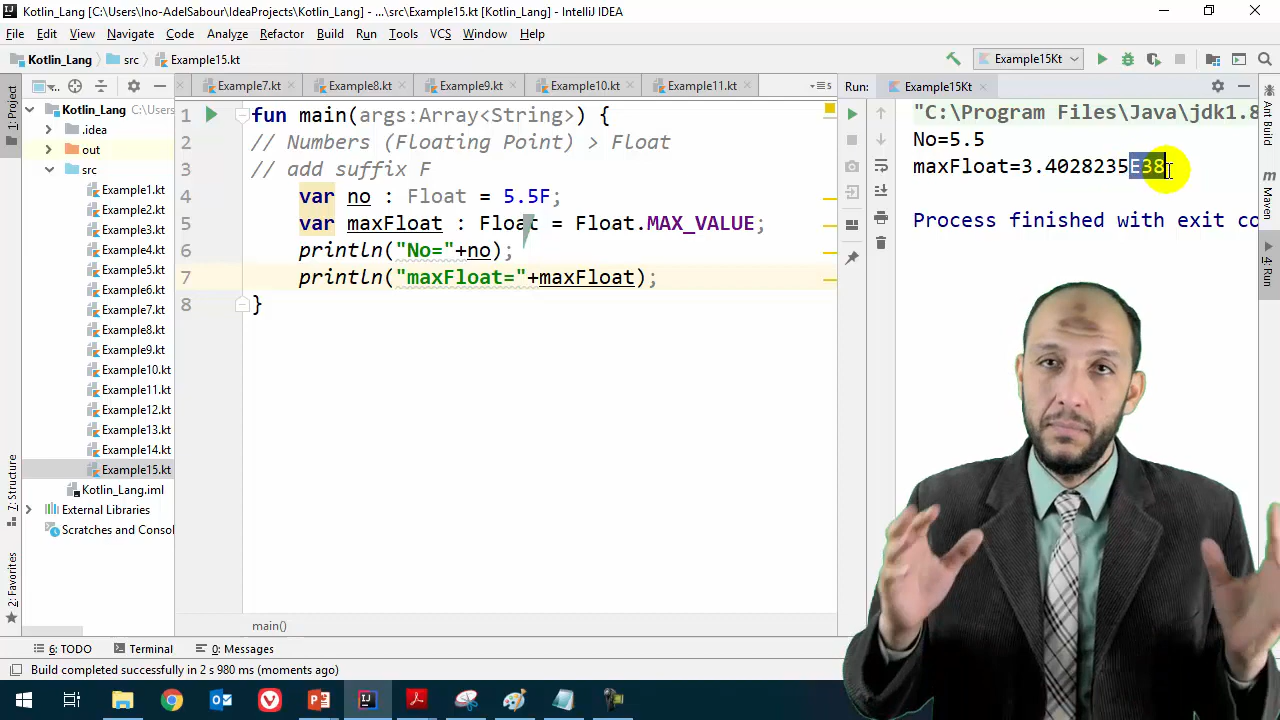 Kotlin_Lang [C:\Users\Ino-AdelSabour\IdeaProjects\Kotlin_Lang] - ...\src\Example15.kt [Kotlin_Lang] - IntelliJ IDEA
File Edit View Navigate Code Analyze Refactor Build Run Tools VCS Window Help
Kotlin_Lang src Example15.kt Example15Kt
Example7.kt Example8.kt Example9.kt Example10.kt Example11.kt Run: Example15Kt
1: Project
Kotlin_Lang C:\Users
.idea
out
src
Example1.kt
Example2.kt
Example3.kt
Example4.kt
Example5.kt
Example6.kt
Example7.kt
Example8.kt
Example9.kt
Example10.kt
Example11.kt
Example12.kt
Example13.kt
Example14.kt
Example15.kt
Kotlin_Lang.iml
External Libraries
Scratches and Consol
7: Structure
2: Favorites
1 fun main(args:Array<String>) {
2 // Numbers (Floating Point) > Float
3 // add suffix F
4 var no : Float = 5.5F;
5 var maxFloat : Float = Float.MAX_VALUE;
6 println("No="+no);
7 println("maxFloat="+maxFloat);
8 }
main()
"C:\Program Files\Java\jdk1.8
No=5.5
maxFloat=3.4028235E38
Process finished with exit co
Ant Build
m Maven
4: Run
6: TODO Terminal 0: Messages
Build completed successfully in 2 s 980 ms (moments ago)